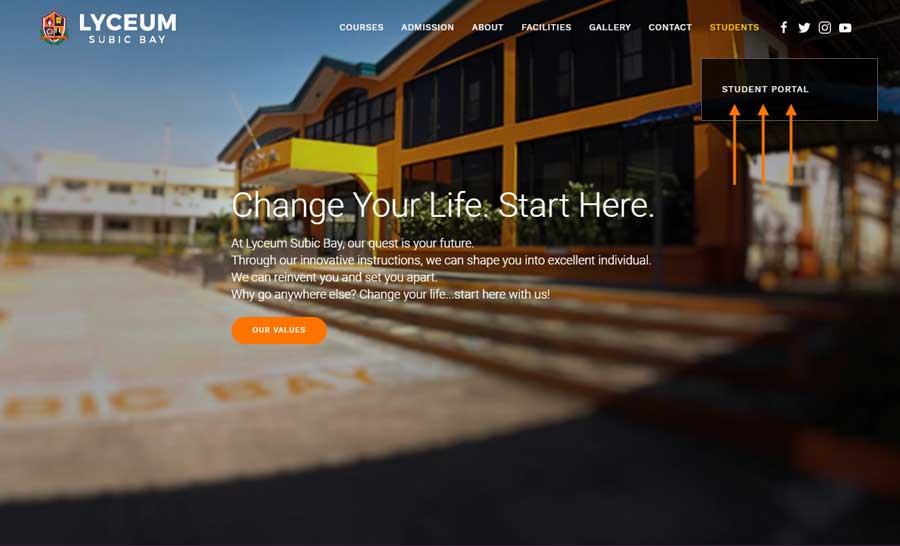 LYCEUM
SUBIC BAY
COURSES ADMISSION ABOUT FACILITIES GALLERY CONTACT STUDENTS
STUDENT PORTAL
Change Your Life. Start Here.
At Lyceum Subic Bay, our quest is your future.
Through our innovative instructions, we can shape you into excellent individual.
We can reinvent you and set you apart.
Why go anywhere else? Change your life...start here with us!
OUR VALUES
BIC BAY